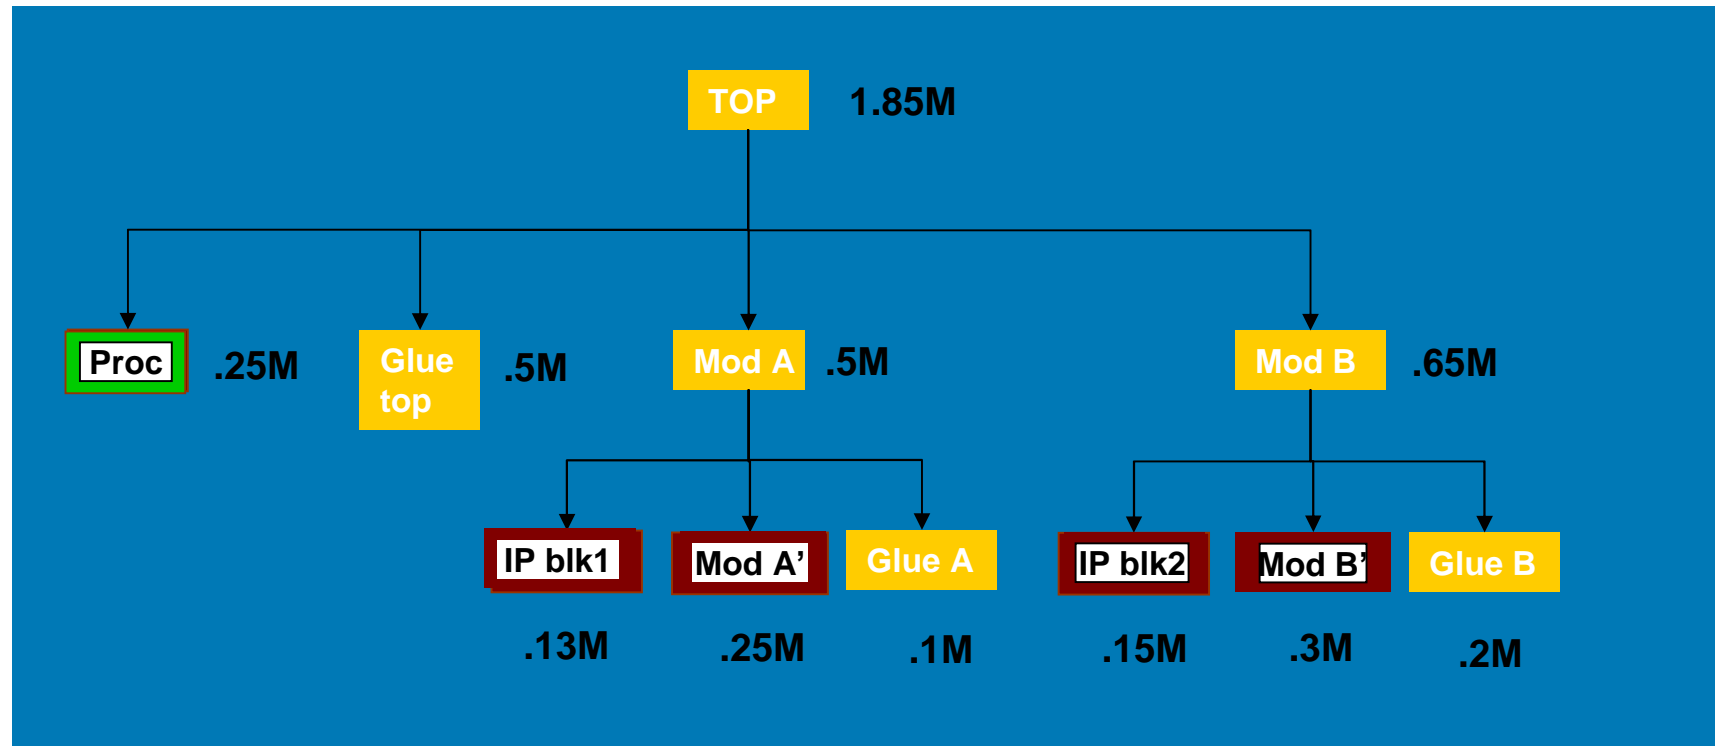 TOP
1.85M
Proc
.25M
Glue
top
.5M
Mod A
.5M
Mod B
.65M
IP blk1
Mod A’
Glue A
IP blk2
Mod B’
Glue B
.13M
.25M
.1M
.15M
.3M
.2M